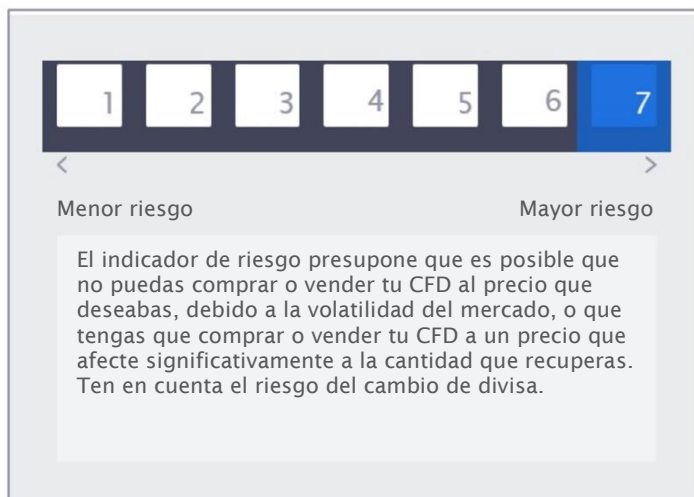 1 2 3 4 5 6 7
< >
Menor riesgo Mayor riesgo
El indicador de riesgo presupone que es posible que
no puedas comprar o vender tu CFD al precio que
deseabas, debido a la volatilidad del mercado, o que
tengas que comprar o vender tu CFD a un precio que
afecte significativamente a la cantidad que recuperas.
Ten en cuenta el riesgo del cambio de divisa.